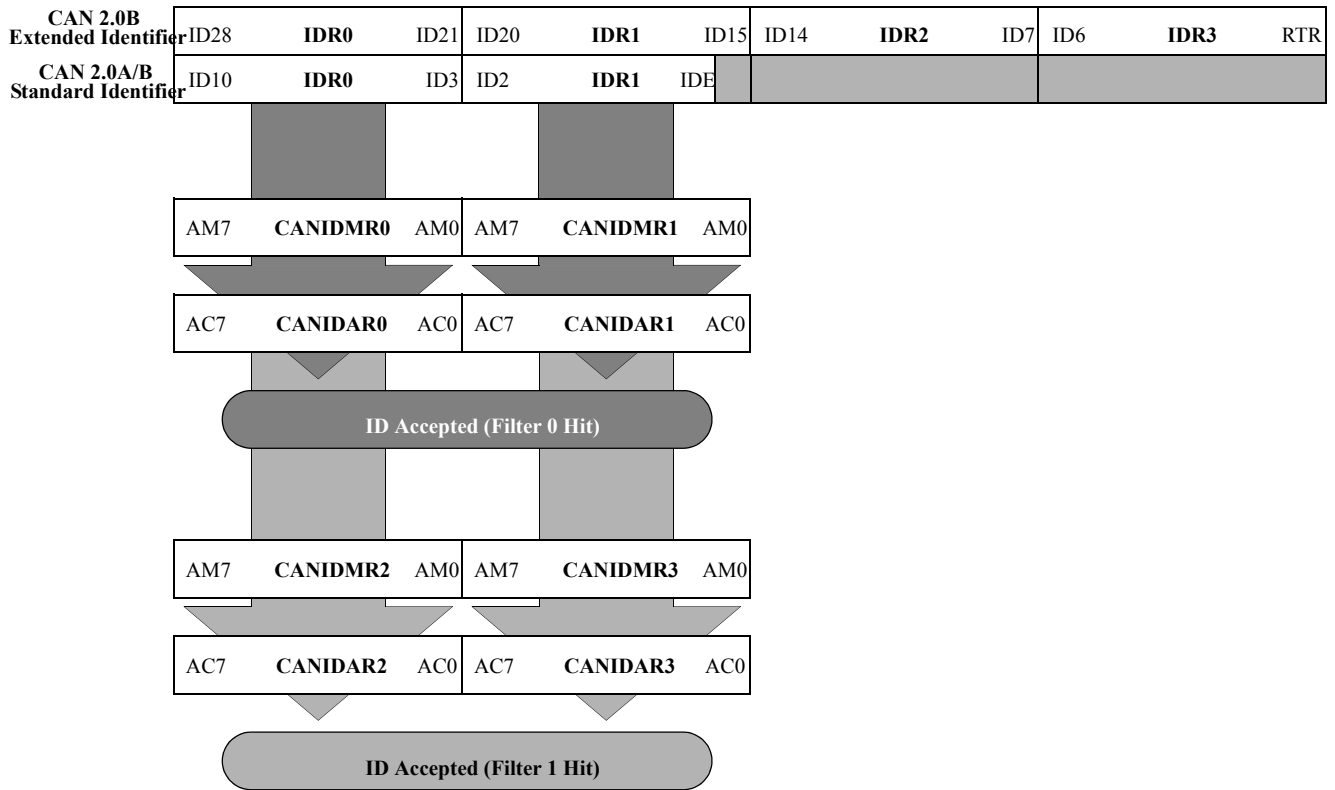 CAN 2.0B
Extended Identifier ID28 IDR0 ID21 ID20 IDR1 ID15 ID14 IDR2 ID7 ID6 IDR3 RTR
CAN 2.0A/B
Standard Identifier ID10 IDR0 ID3 ID2 IDR1 IDE
AM7 CANIDMR0 AM0 AM7 CANIDMR1 AM0
AC7 CANIDAR0 AC0 AC7 CANIDAR1 AC0
ID Accepted (Filter 0 Hit)
AM7 CANIDMR2 AM0 AM7 CANIDMR3 AM0
AC7 CANIDAR2 AC0 AC7 CANIDAR3 AC0
ID Accepted (Filter 1 Hit)